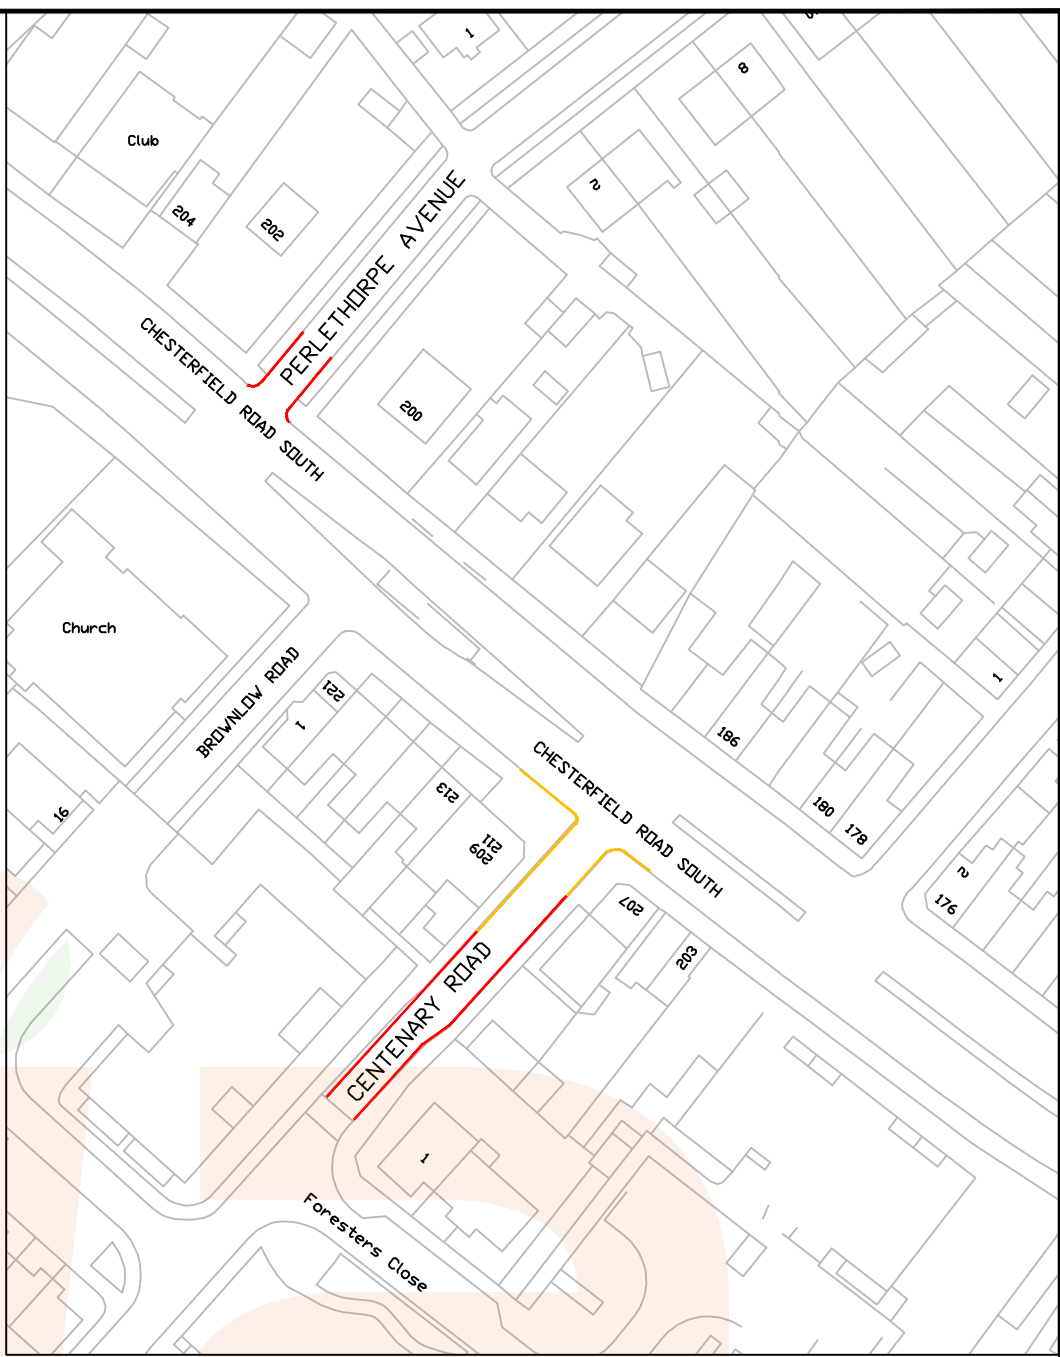 1
8
Club
2
204
202
PERLETHORPE AVENUE
CHESTERFIELD ROAD SOUTH
200
Church
1
BROWNLOW ROAD
221
1
186
CHESTERFIELD ROAD SOUTH
213
16
180
178
211
209
2
207
176
203
CENTENARY ROAD
1
Foresters Close